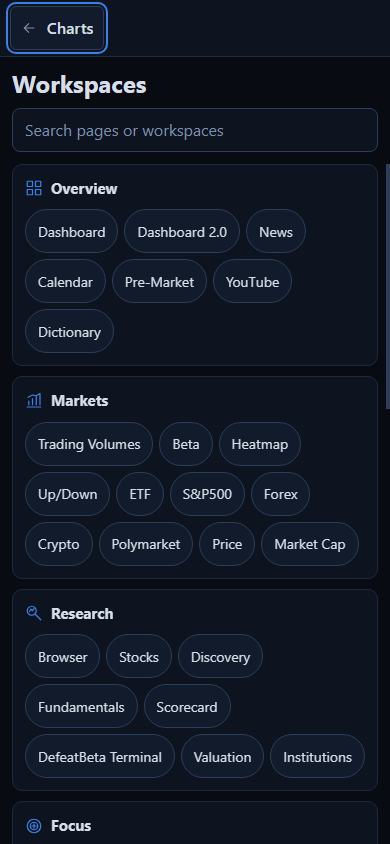 Charts
Workspaces
Search pages or workspaces
Overview
Dashboard Dashboard 2.0 News
Calendar Pre-Market YouTube
Dictionary
Markets
Trading Volumes Beta Heatmap
Up/Down ETF S&P500 Forex
Crypto Polymarket Price Market Cap
Research
Browser Stocks Discovery
Fundamentals Scorecard
DefeatBeta Terminal Valuation Institutions
Focus